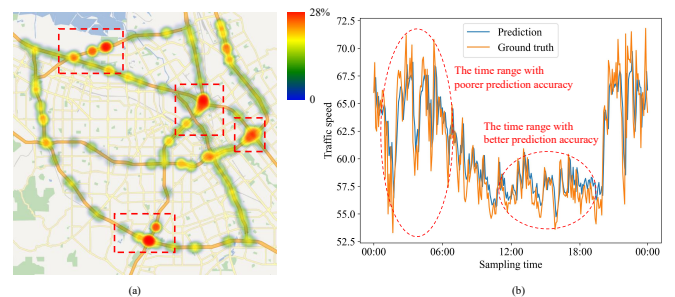 28%
0
(a)
Traffic speed
72.5
70.0
67.5
65.0
62.5
60.0
57.5
55.0
52.5
Prediction
Ground truth
The time range with
poorer prediction accuracy
The time range with
better prediction accuracy
00:00
06:00
12:00
18:00
00:00
Sampling time
(b)